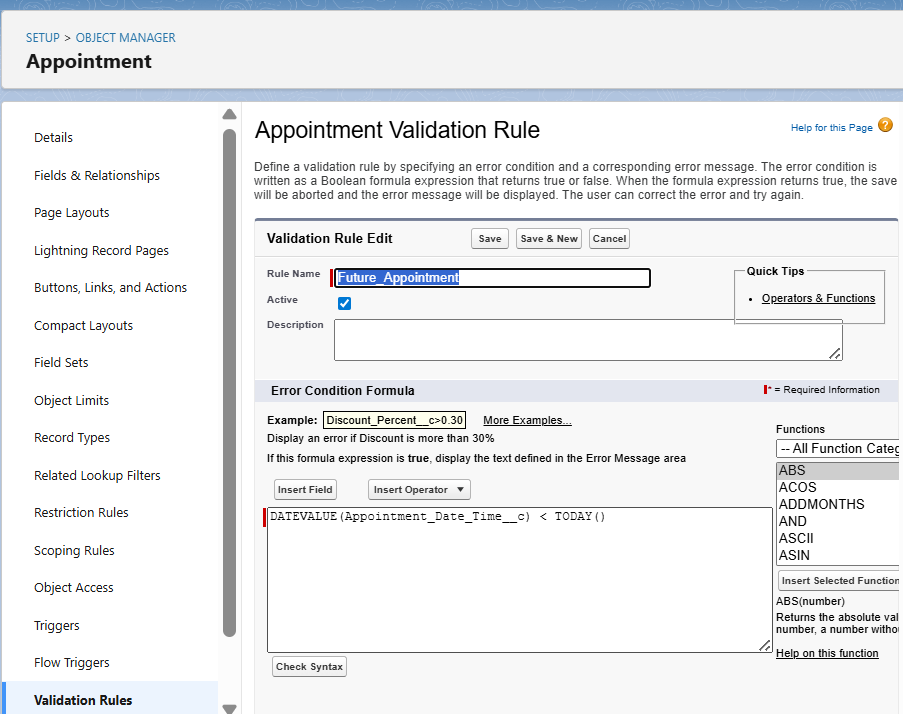 SETUP > OBJECT MANAGER
Appointment
Details
Fields & Relationships
Page Layouts
Lightning Record Pages
Buttons, Links, and Actions
Compact Layouts
Field Sets
Object Limits
Record Types
Related Lookup Filters
Restriction Rules
Scoping Rules
Object Access
Triggers
Flow Triggers
Validation Rules
Appointment Validation Rule
Help for this Page ?
Define a validation rule by specifying an error condition and a corresponding error message. The error condition is
written as a Boolean formula expression that returns true or false. When the formula expression returns true, the save
will be aborted and the error message will be displayed. The user can correct the error and try again.
Validation Rule Edit
Save
Save & New
Cancel
Rule Name
Future_Appointment
Active
Description
Quick Tips
• Operators & Functions
Error Condition Formula
* = Required Information
Example: Discount_Percent__c>0.30 More Examples...
Display an error if Discount is more than 30%
If this formula expression is true, display the text defined in the Error Message area
Insert Field
Insert Operator
DATEVALUE(Appointment_Date_Time__c) < TODAY()
Check Syntax
Functions
-- All Function Categ
ABS
ACOS
ADDMONTHS
AND
ASCII
ASIN
Insert Selected Function
ABS(number)
Returns the absolute val
number, a number witho
Help on this function